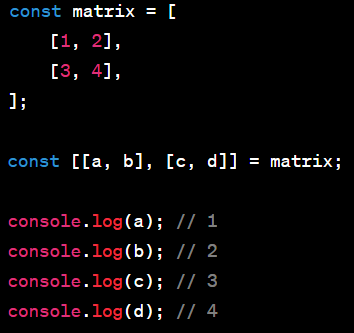 const matrix = [
    [1, 2],
    [3, 4],
];
const [[a, b], [c, d]] = matrix;
console.log(a); // 1
console.log(b); // 2
console.log(c); // 3
console.log(d); // 4